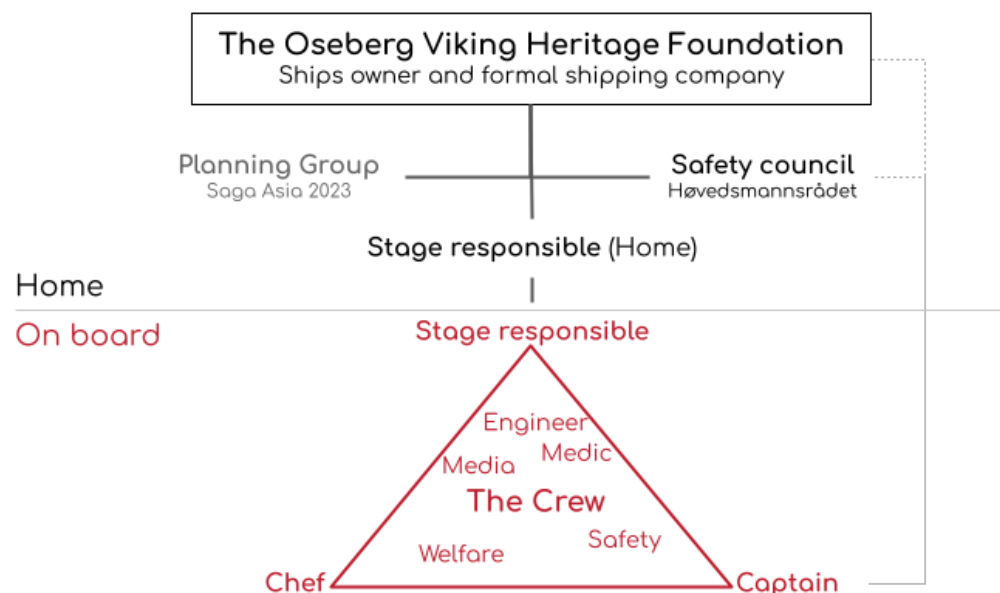 The Oseberg Viking Heritage Foundation
Ships owner and formal shipping company
Planning Group
Saga Asia 2023
Safety council
Høvedsmannsrådet
Stage responsible (Home)
Home
On board
Stage responsible
Engineer
Medic
Media
The Crew
Safety
Welfare
Chef
Captain